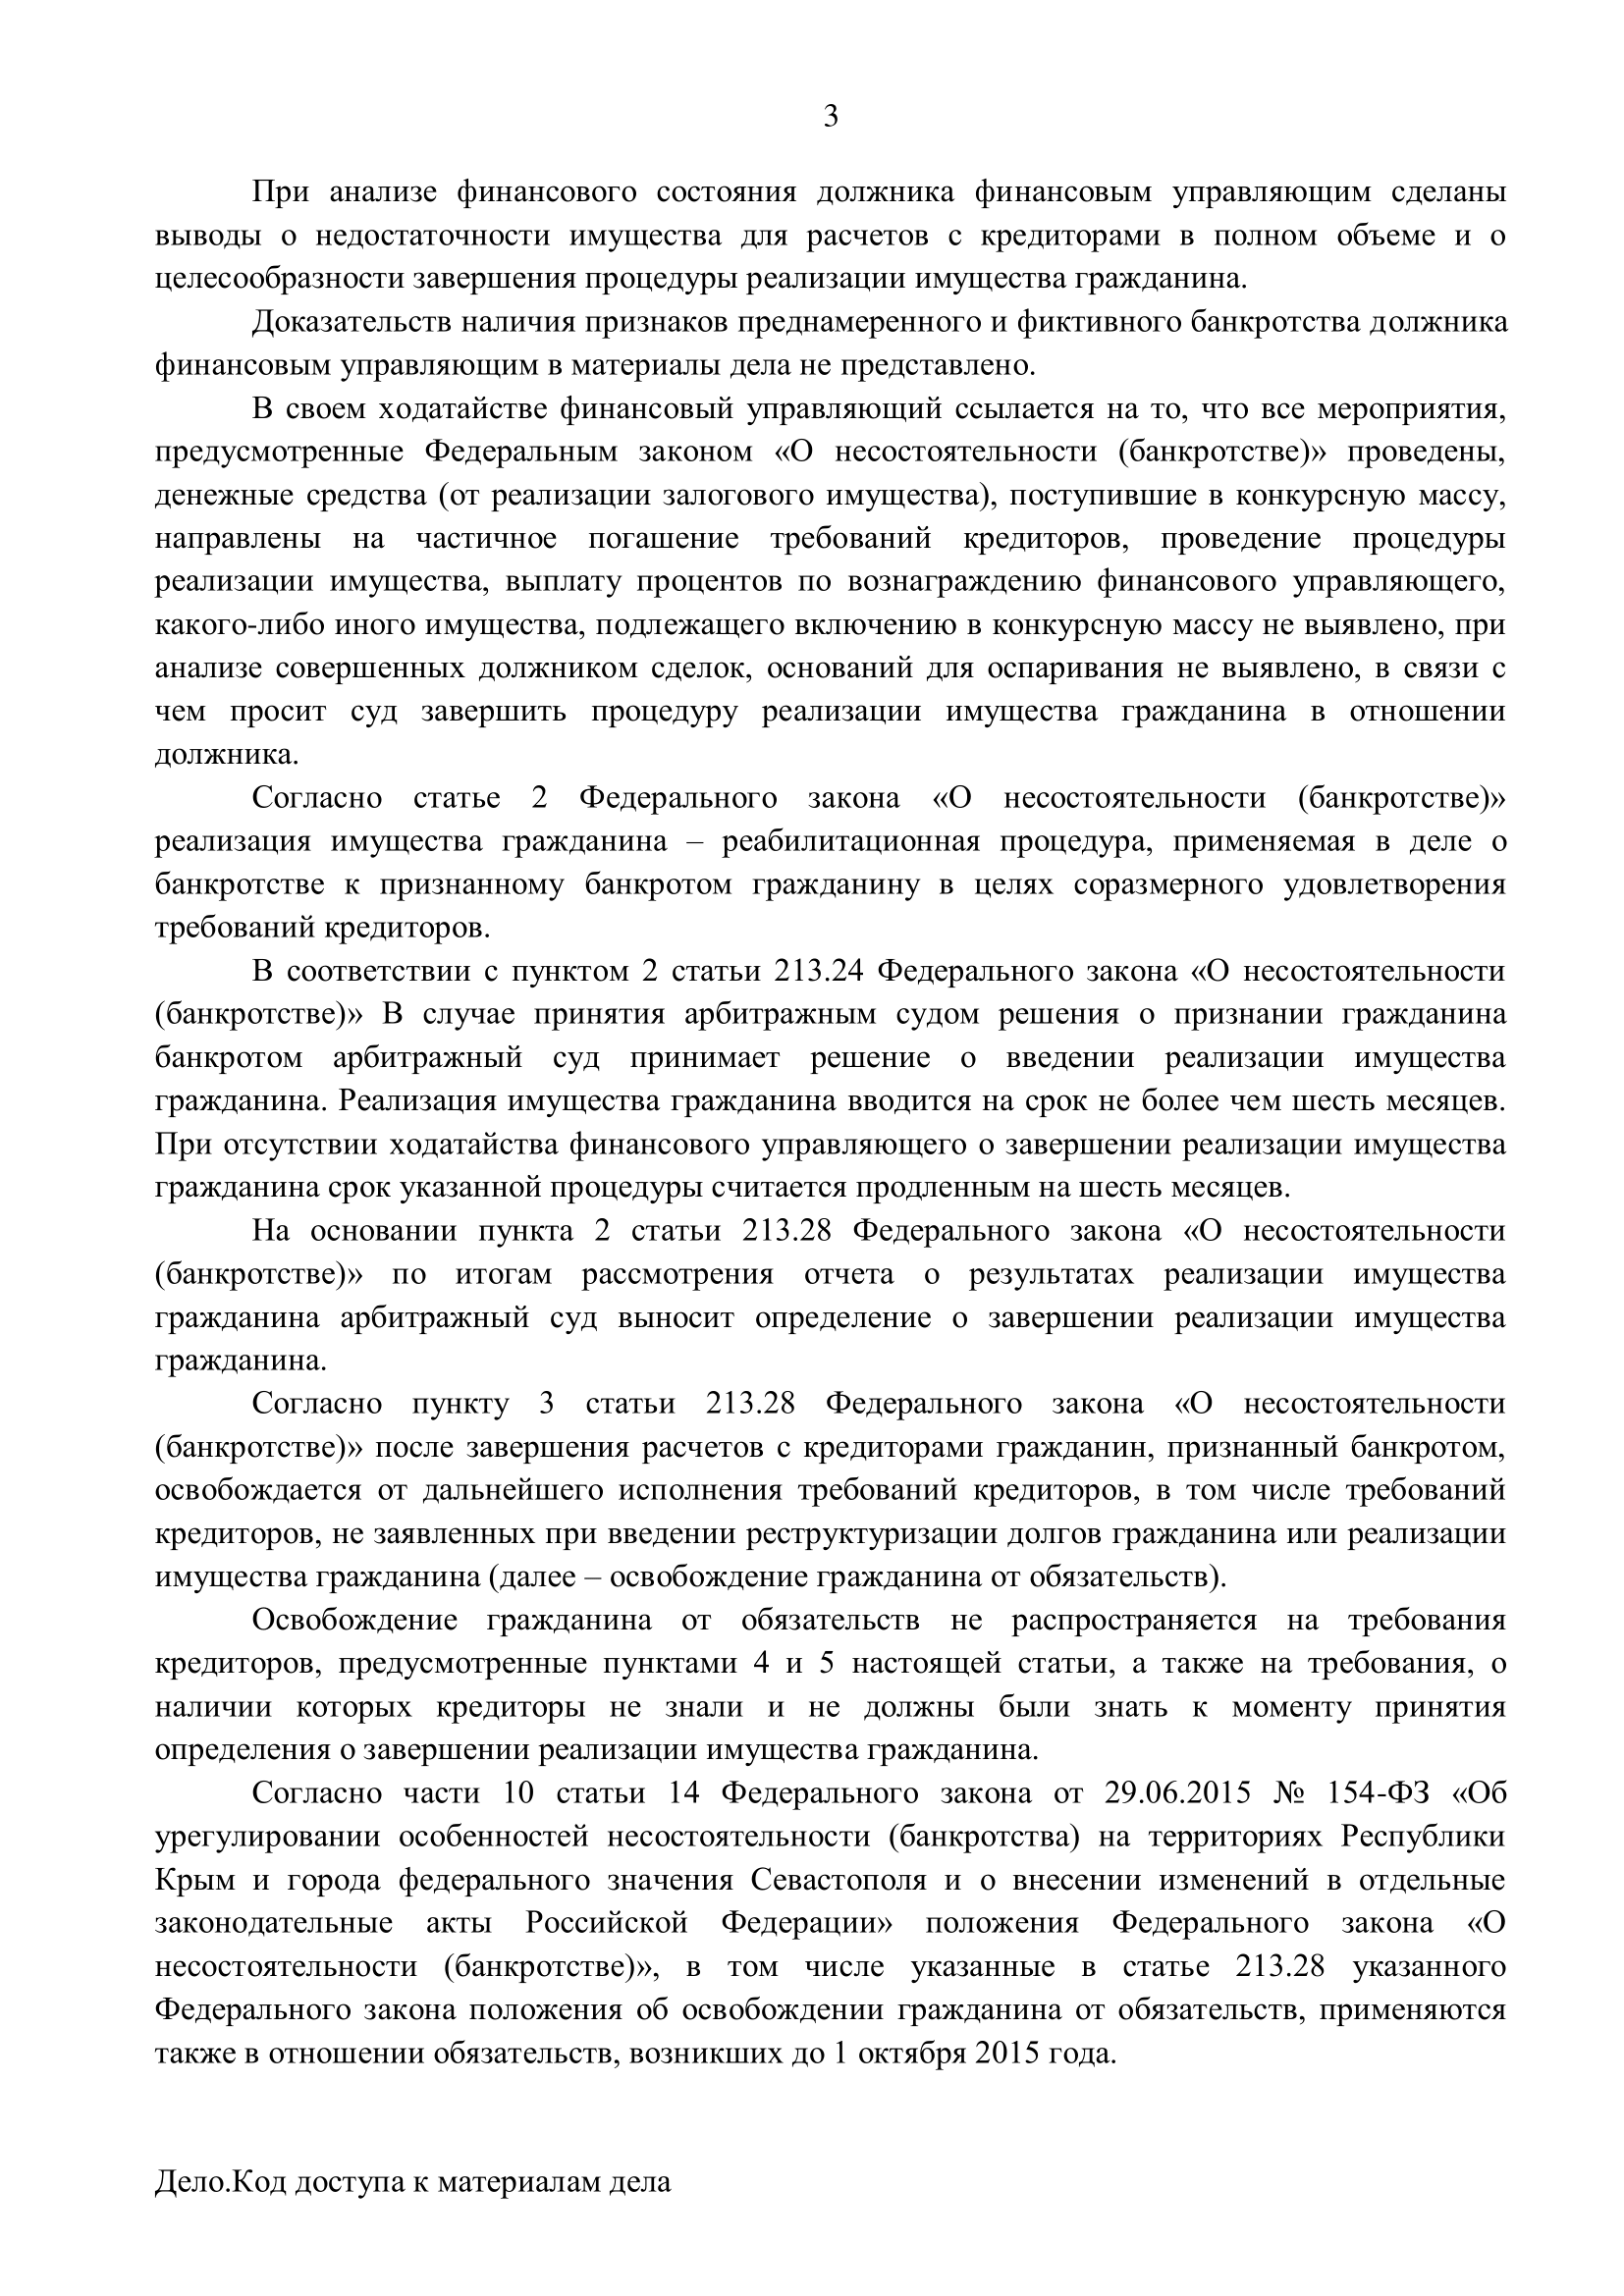 3
При анализе финансового состояния должника финансовым управляющим сделаны
выводы о недостаточности имущества для расчетов с кредиторами в полном объеме и о
целесообразности завершения процедуры реализации имущества гражданина.
Доказательств наличия признаков преднамеренного и фиктивного банкротства должника
финансовым управляющим в материалы дела не представлено.
В своем ходатайстве финансовый управляющий ссылается на то, что все мероприятия,
предусмотренные Федеральным законом «О несостоятельности (банкротстве)» проведены,
денежные средства (от реализации залогового имущества), поступившие в конкурсную массу,
направлены на частичное погашение требований кредиторов, проведение процедуры
реализации имущества, выплату процентов по вознаграждению финансового управляющего,
какого-либо иного имущества, подлежащего включению в конкурсную массу не выявлено, при
анализе совершенных должником сделок, оснований для оспаривания не выявлено, в связи с
чем просит суд завершить процедуру реализации имущества гражданина в отношении
должника.
Согласно статье 2 Федерального закона «О несостоятельности (банкротстве)»
реализация имущества гражданина – реабилитационная процедура, применяемая в деле о
банкротстве к признанному банкротом гражданину в целях соразмерного удовлетворения
требований кредиторов.
В соответствии с пунктом 2 статьи 213.24 Федерального закона «О несостоятельности
(банкротстве)» В случае принятия арбитражным судом решения о признании гражданина
банкротом арбитражный суд принимает решение о введении реализации имущества
гражданина. Реализация имущества гражданина вводится на срок не более чем шесть месяцев.
При отсутствии ходатайства финансового управляющего о завершении реализации имущества
гражданина срок указанной процедуры считается продленным на шесть месяцев.
На основании пункта 2 статьи 213.28 Федерального закона «О несостоятельности
(банкротстве)» по итогам рассмотрения отчета о результатах реализации имущества
гражданина арбитражный суд выносит определение о завершении реализации имущества
гражданина.
Согласно пункту 3 статьи 213.28 Федерального закона «О несостоятельности
(банкротстве)» после завершения расчетов с кредиторами гражданин, признанный банкротом,
освобождается от дальнейшего исполнения требований кредиторов, в том числе требований
кредиторов, не заявленных при введении реструктуризации долгов гражданина или реализации
имущества гражданина (далее – освобождение гражданина от обязательств).
Освобождение гражданина от обязательств не распространяется на требования
кредиторов, предусмотренные пунктами 4 и 5 настоящей статьи, а также на требования, о
наличии которых кредиторы не знали и не должны были знать к моменту принятия
определения о завершении реализации имущества гражданина.
Согласно части 10 статьи 14 Федерального закона от 29.06.2015 № 154-ФЗ «Об
урегулировании особенностей несостоятельности (банкротства) на территориях Республики
Крым и города федерального значения Севастополя и о внесении изменений в отдельные
законодательные акты Российской Федерации» положения Федерального закона «О
несостоятельности (банкротстве)», в том числе указанные в статье 213.28 указанного
Федерального закона положения об освобождении гражданина от обязательств, применяются
также в отношении обязательств, возникших до 1 октября 2015 года.
Дело.Код доступа к материалам дела